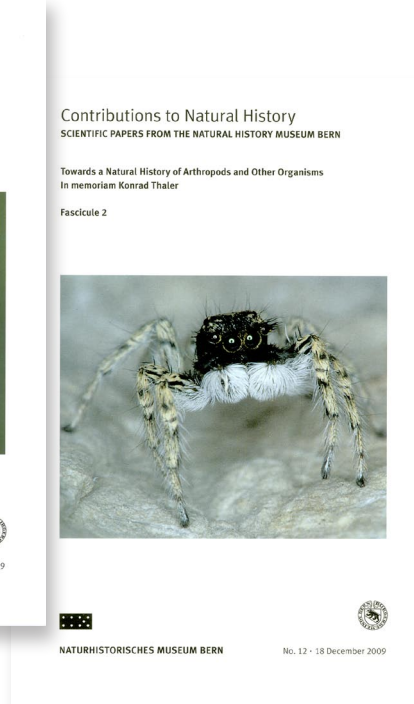 Contributions to Natural History
SCIENTIFIC PAPERS FROM THE NATURAL HISTORY MUSEUM BERN
Towards a Natural History of Arthropods and Other Organisms
In memoriam Konrad Thaler
Fascicule 2
9
NATURHISTORISCHES MUSEUM BERN
No. 12 · 18 December 2009